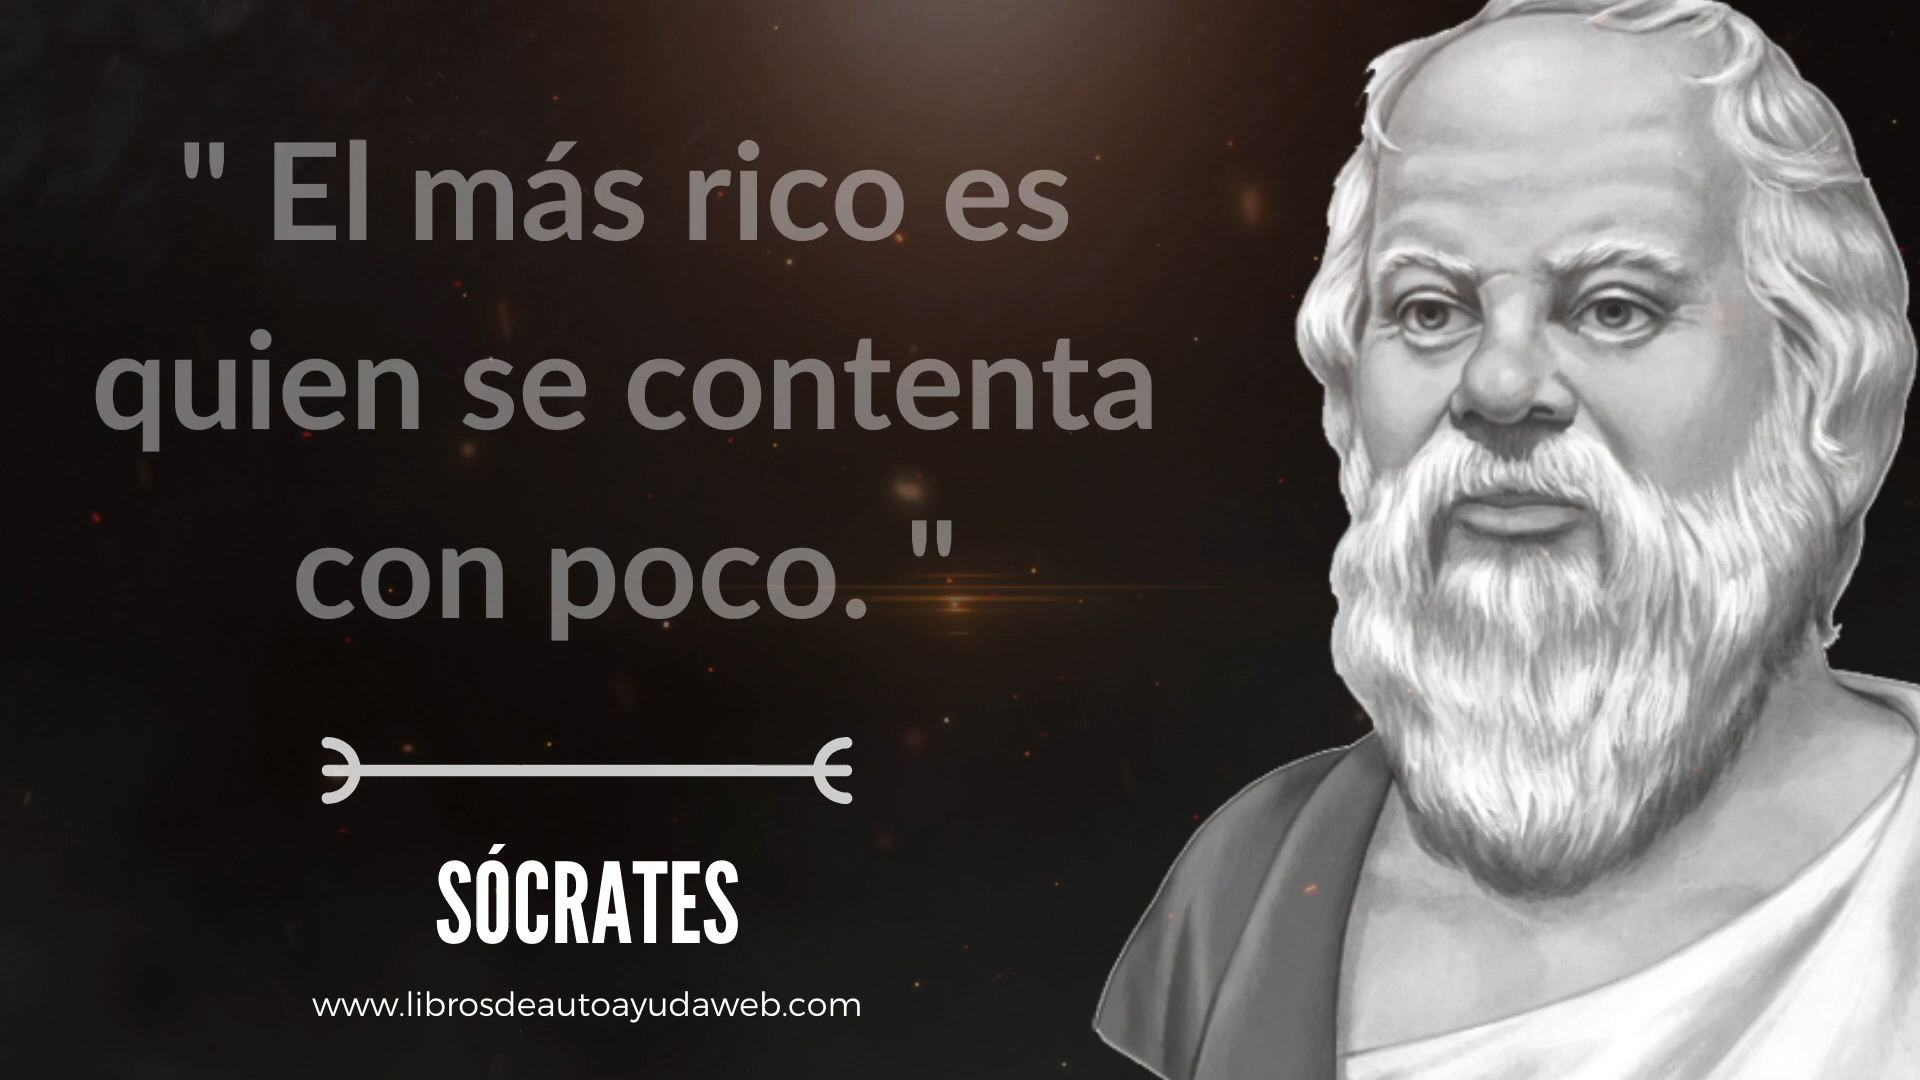 " El más rico es
quien se contenta
con poco. "
SÓCRATES
www.librosdeautoayudaweb.com